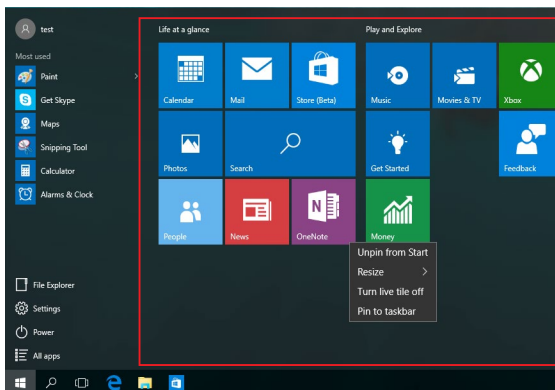 test
Most used
Paint
Get Skype
Maps
Snipping Tool
Calculator
Alarms & Clock
File Explorer
Settings
Power
All apps
Life at a glance
Calendar
Mail
Store (Beta)
Photos
Search
People
News
N
OneNote
Play and Explore
Music
Movies & TV
Xbox
Get Started
Feedback
Money
Unpin from Start
Resize
Turn live tile off
Pin to taskbar